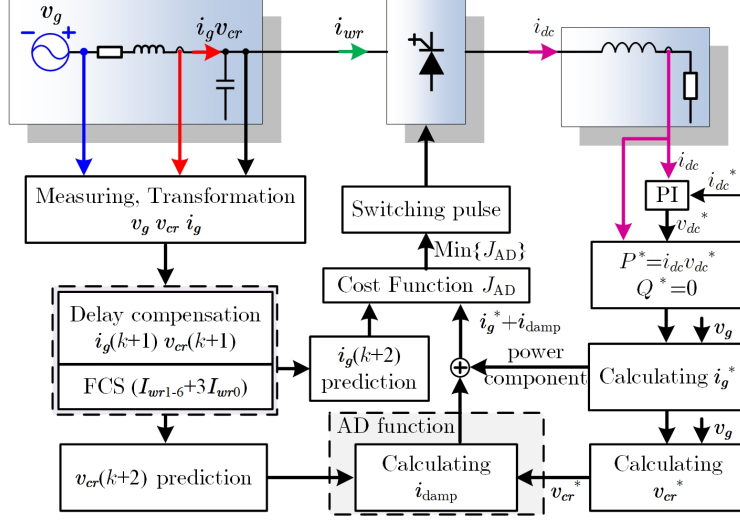 v_g
− +
i_g v_cr
i_wr
i_dc
Measuring, Transformation
v_g v_cr i_g
Switching pulse
i_dc
i_dc*
PI
v_dc*
Min{J_AD}
P*=i_dc v_dc*
Q*=0
Cost Function J_AD
Delay compensation
i_g(k+1) v_cr(k+1)
FCS (I_wr1-6+3I_wr0)
i_g(k+2)
prediction
i_g*+i_damp
power
component
v_g
Calculating i_g*
AD function
v_g
v_cr(k+2) prediction
Calculating
i_damp
v_cr*
Calculating
v_cr*